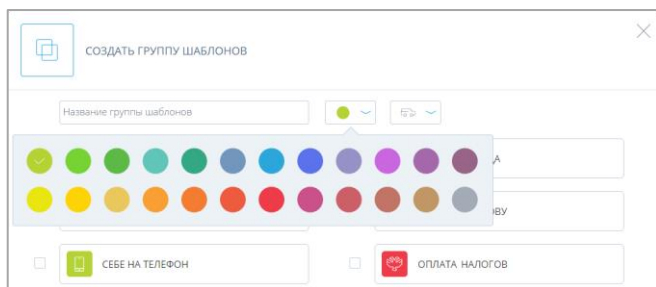 СОЗДАТЬ ГРУППУ ШАБЛОНОВ
Название группы шаблонов
СЕБЕ НА ТЕЛЕФОН
ОПЛАТА НАЛОГОВ